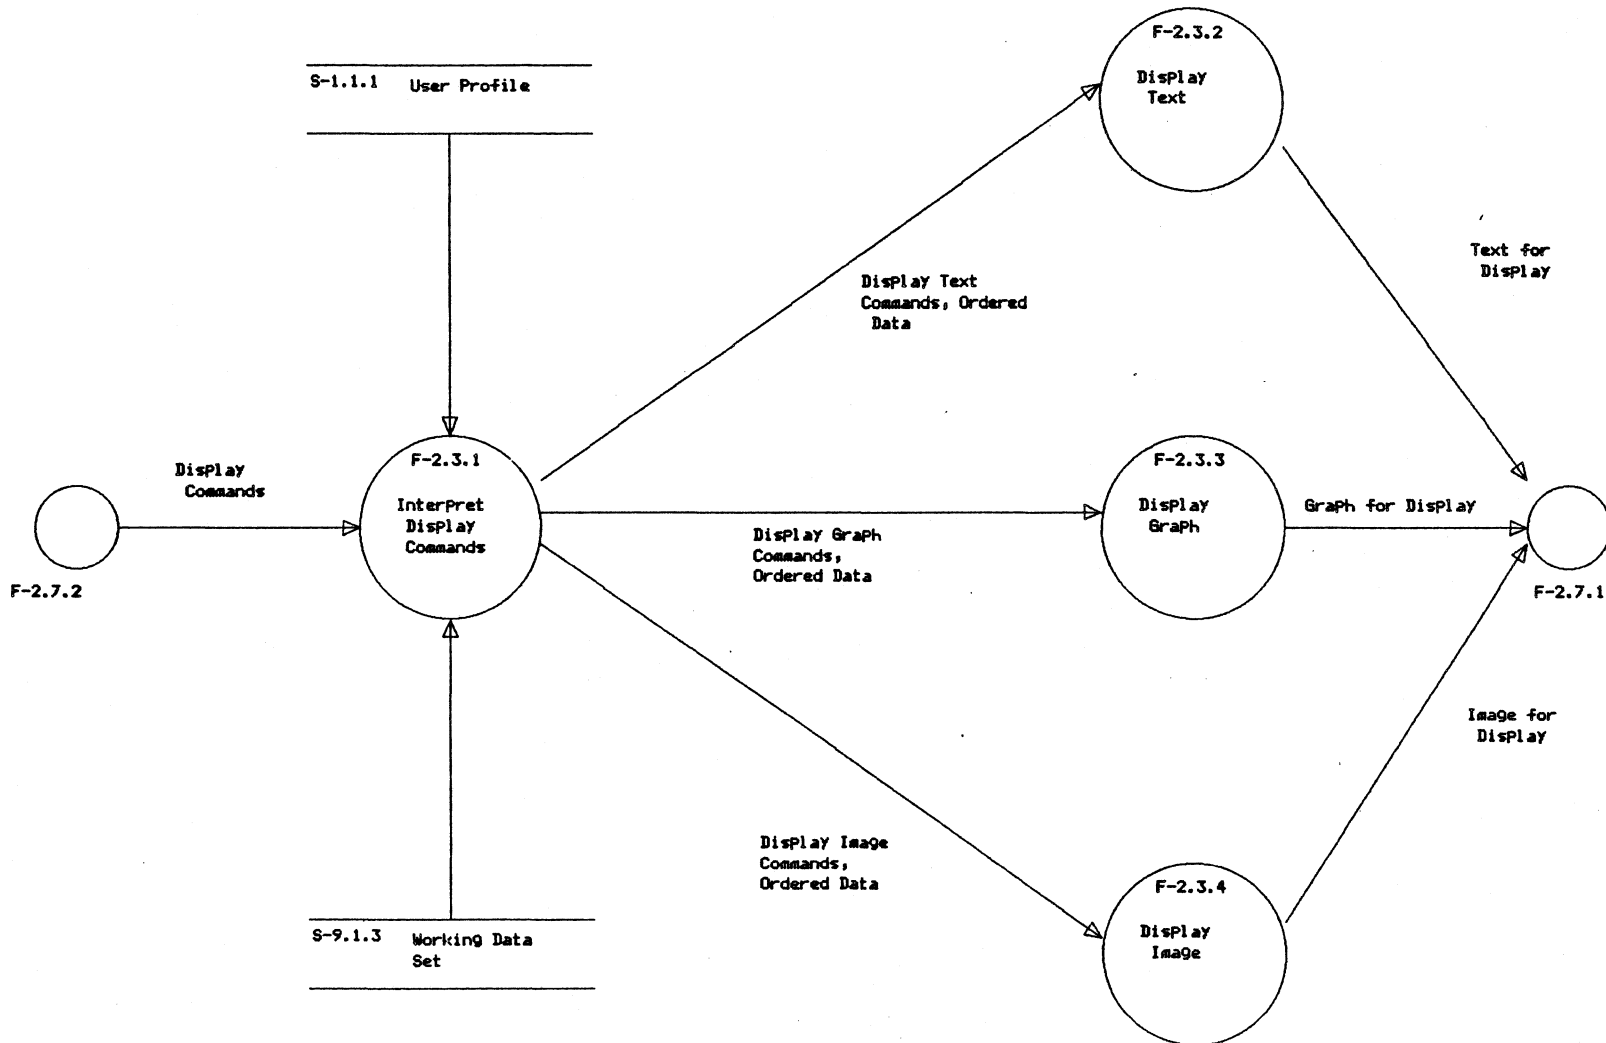 F-2.3.2
Display
Text
S-1.1.1
User Profile
Text for
Display
Display Text
Commands, Ordered
Data
F-2.3.1
Interpret
Display
Commands
Display
Commands
F-2.7.2
F-2.3.3
Display
Graph
Graph for Display
Display Graph
Commands,
Ordered Data
F-2.7.1
Image for
Display
Display Image
Commands,
Ordered Data
F-2.3.4
Display
Image
S-9.1.3
Working Data
Set